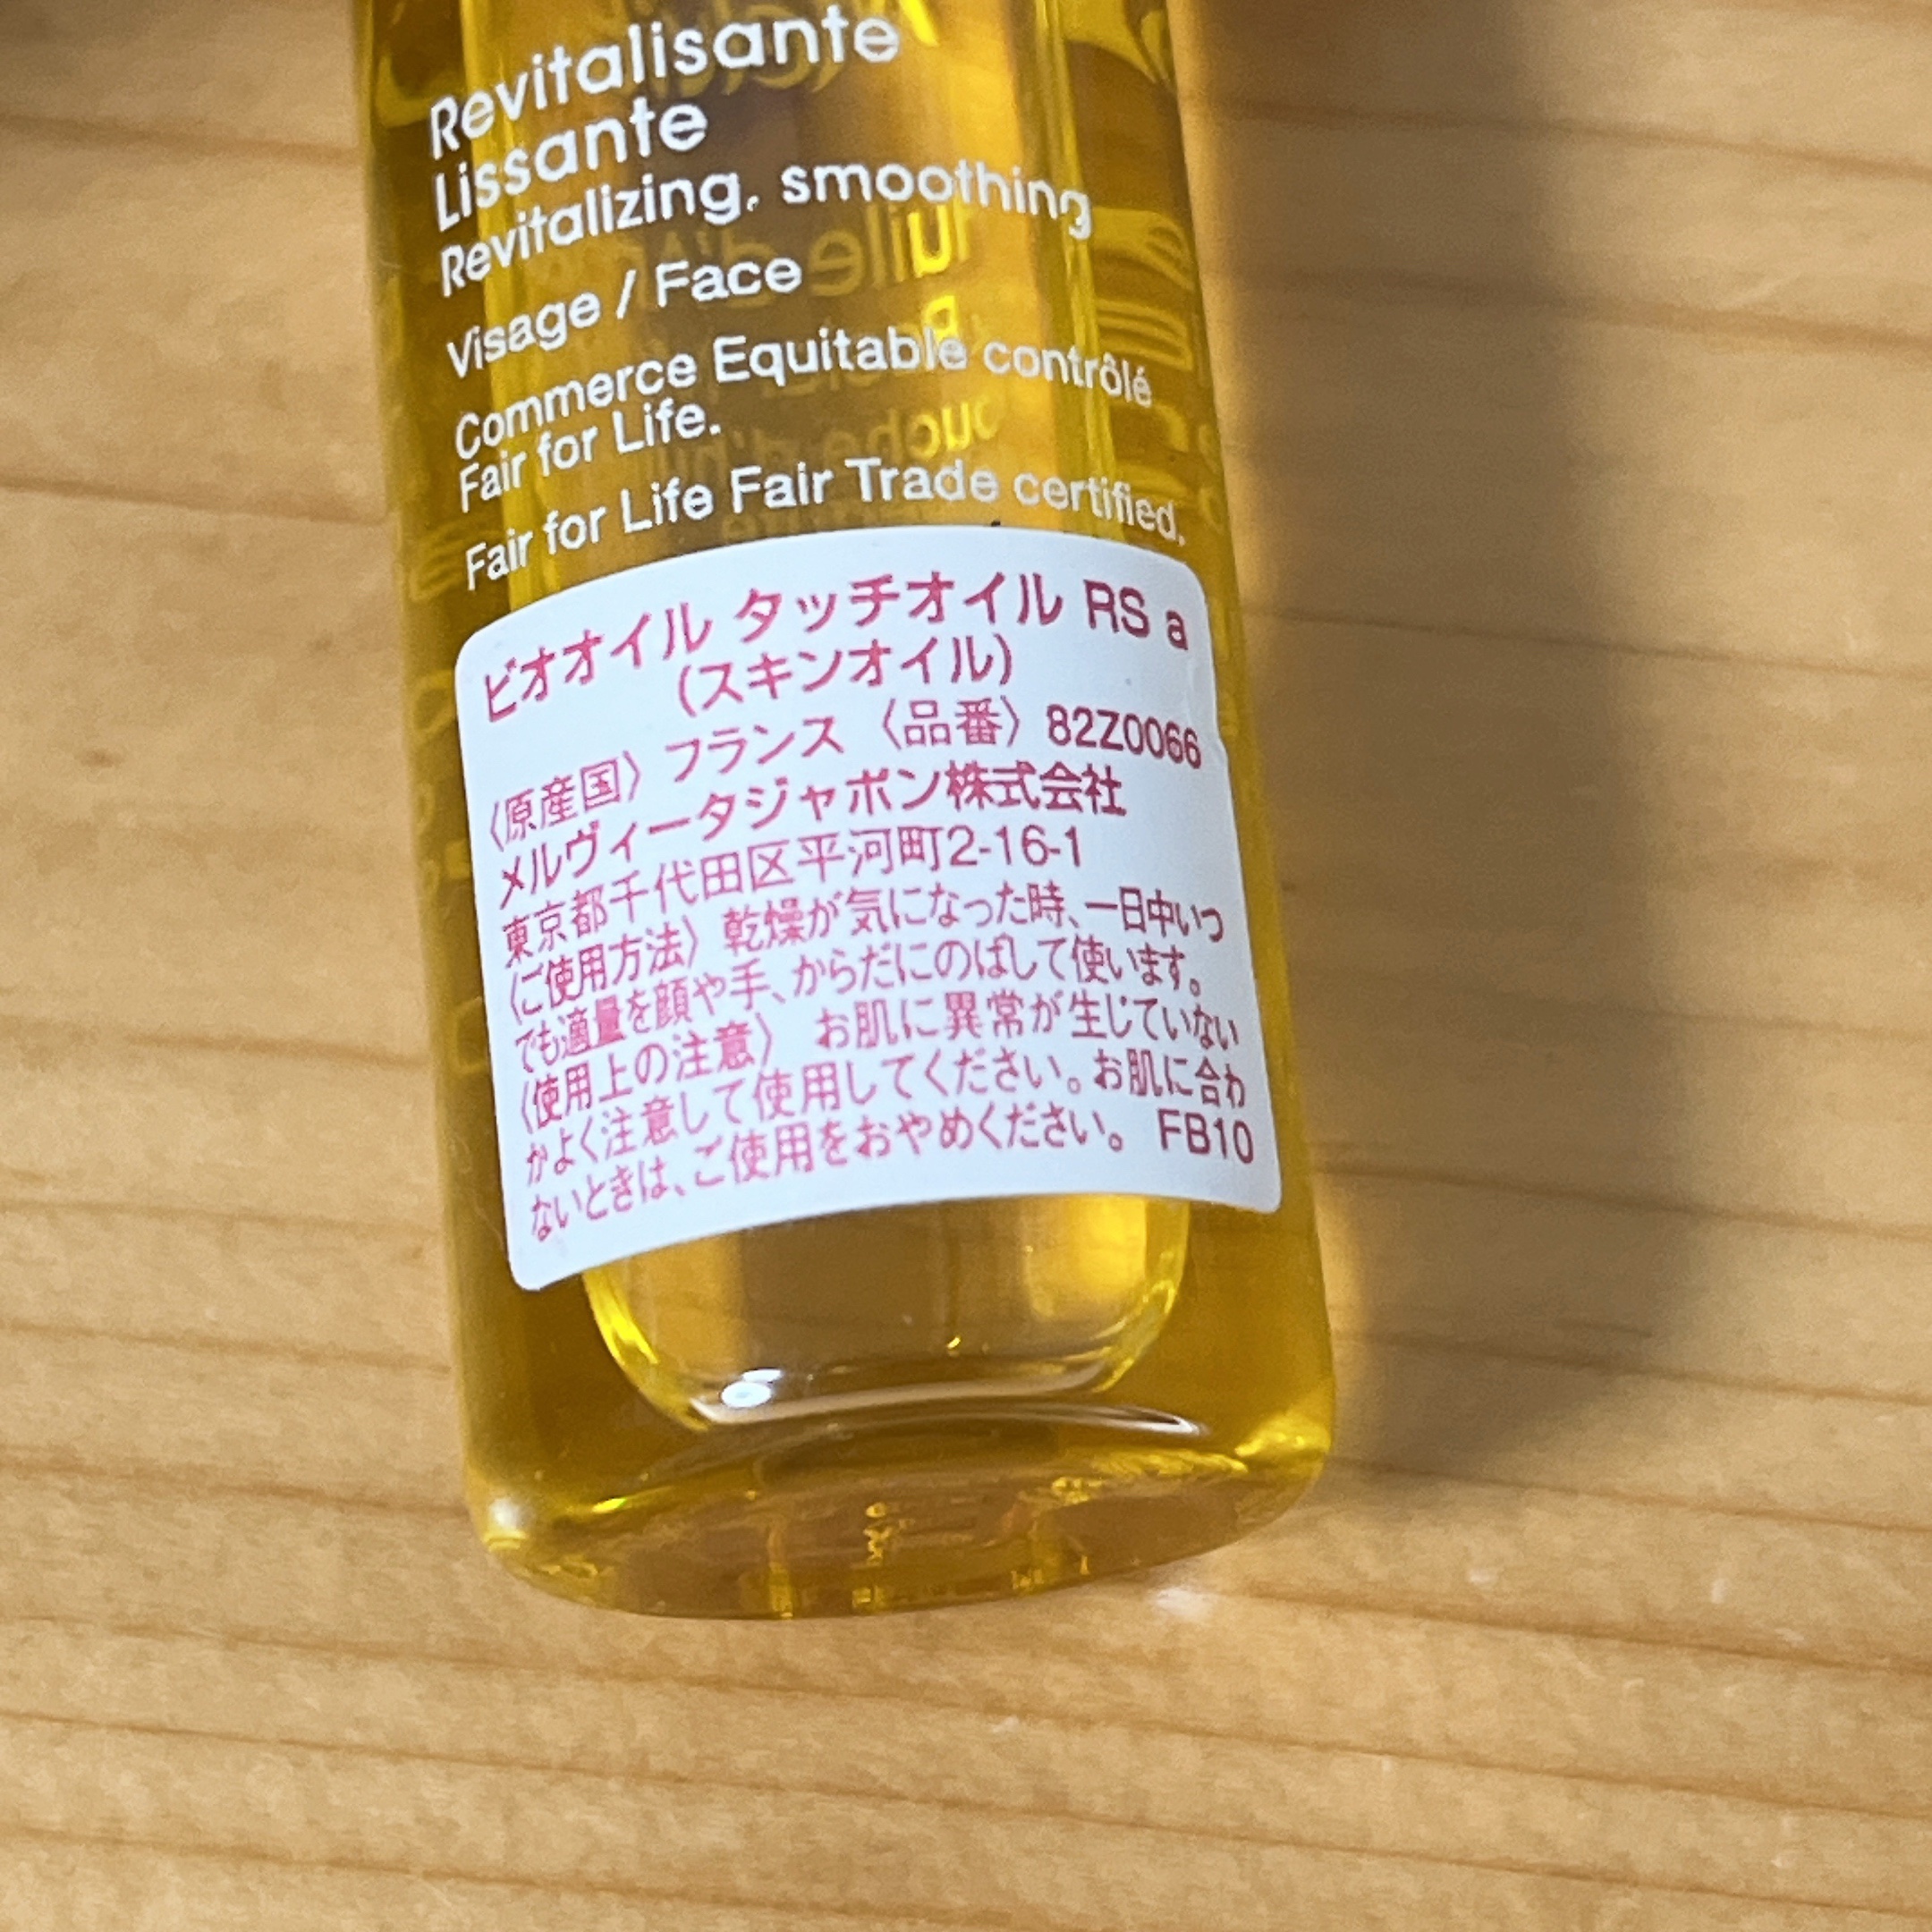 Revitalisante
Lissante
Revitalizing, smoothing
Visage / Face
Commerce Equitable contrôlé
Fair for Life.
Fair for Life Fair Trade certified.
ビオオイル タッチオイル RS a
(スキンオイル)
〈原産国〉フランス 〈品番〉82Z0066
メルヴィータジャポン株式会社
東京都千代田区平河町2-16-1
〈ご使用方法〉乾燥が気になった時、一日中いつ
でも適量を顔や手、からだにのばして使います。
〈使用上の注意〉 お肌に異常が生じていない
かよく注意して使用してください。お肌に合わ
ないときは、ご使用をおやめください。 FB10